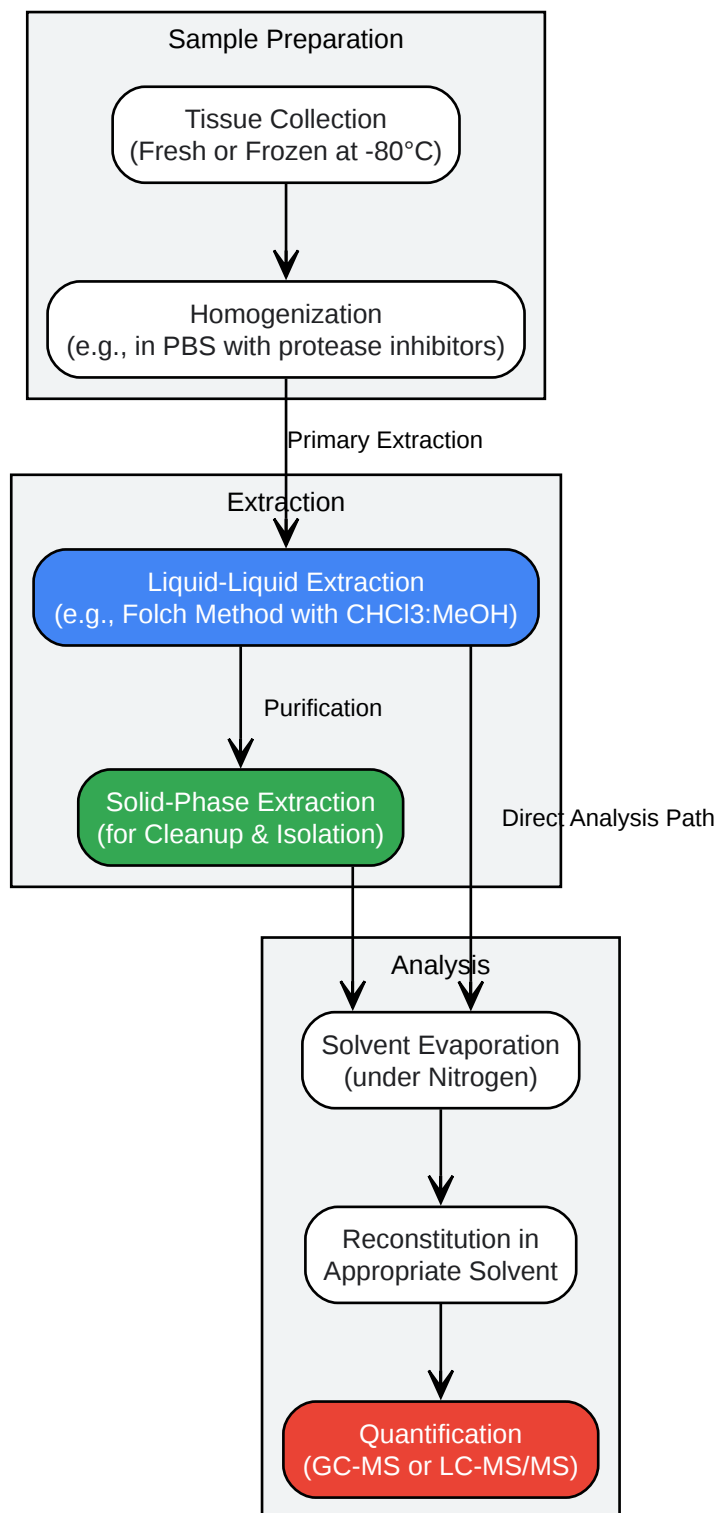 Sample Preparation
Tissue Collection
(Fresh or Frozen at -80°C)
Homogenization
(e.g., in PBS with protease inhibitors)
Primary Extraction
Extraction
Liquid-Liquid Extraction
(e.g., Folch Method with CHCl3:MeOH)
Purification
Solid-Phase Extraction
(for Cleanup & Isolation)
Direct Analysis Path
Analysis
Solvent Evaporation
(under Nitrogen)
Reconstitution in
Appropriate Solvent
Quantification
(GC-MS or LC-MS/MS)